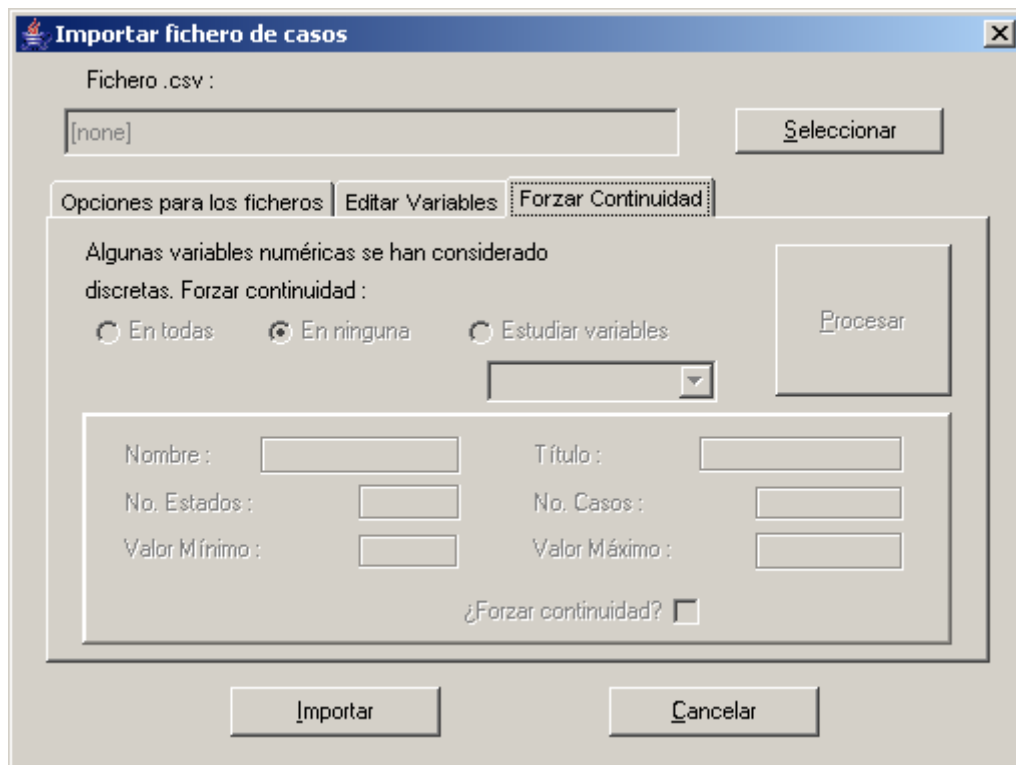 Importar fichero de casos
Fichero .csv :
[none]
Seleccionar
Opciones para los ficheros
Editar Variables
Forzar Continuidad
Algunas variables numéricas se han considerado
discretas. Forzar continuidad :
Procesar
En todas
En ninguna
Estudiar variables
Nombre :
Título :
No. Estados :
No. Casos :
Valor Mínimo :
Valor Máximo :
¿Forzar continuidad?
Importar
Cancelar